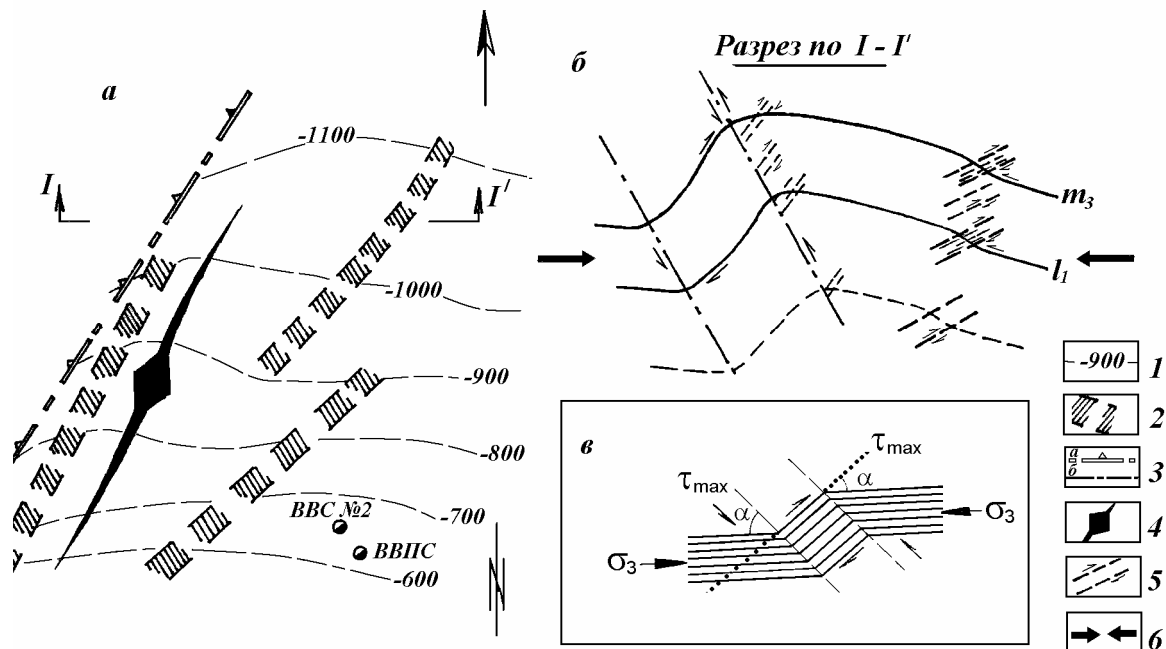 а
I
I'
-1100
-1000
-900
-800
-700
-600
ВВС №2
ВВПС
б
Разрез по I - I'
m3
l1
в
τmax
α
σ3
τmax
α
σ3
-900 1
2
а
б 3
4
5
6